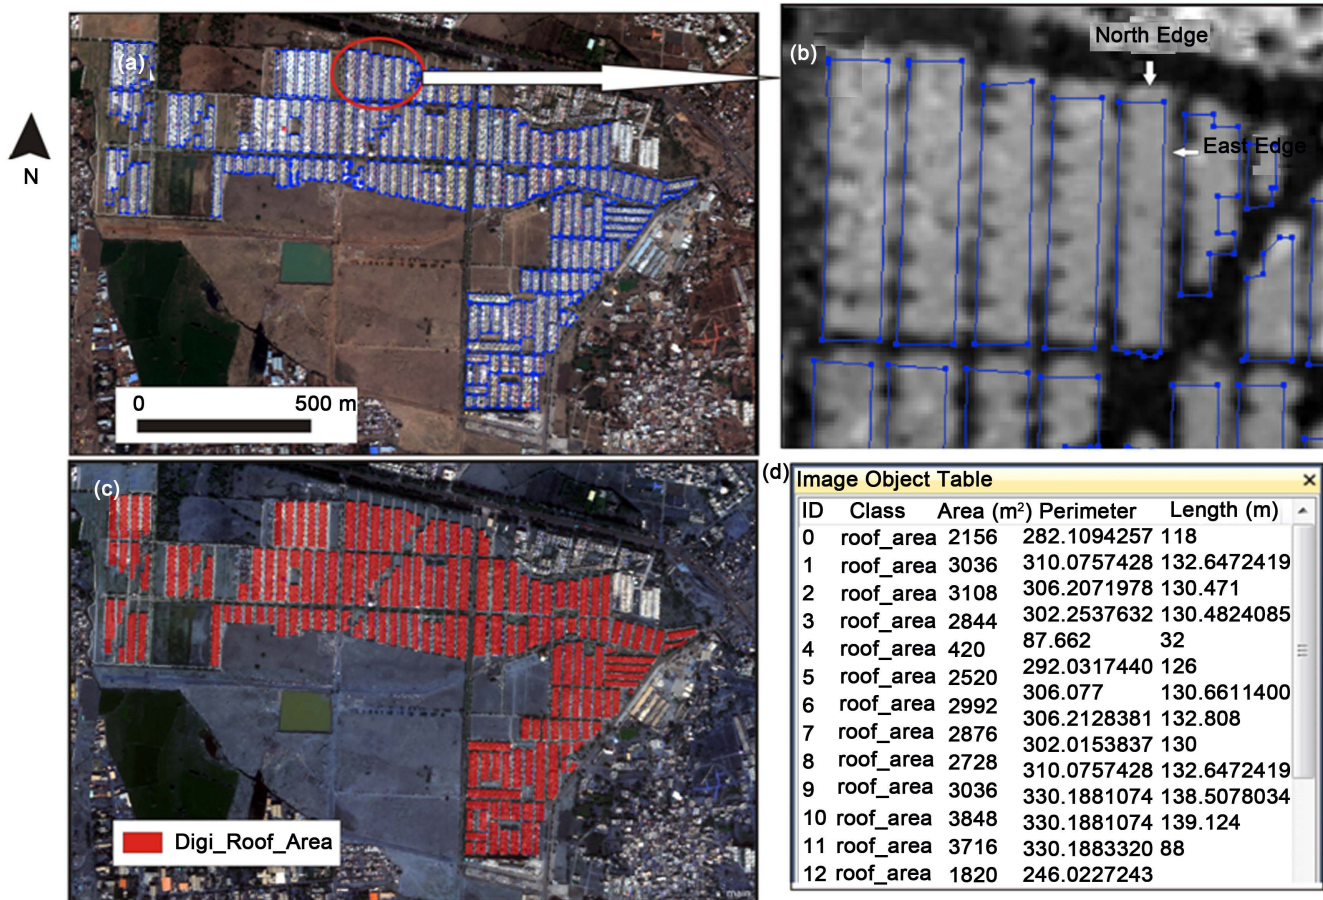 (a)
N
0 500 m
(b)
North Edge
East Edge
(c)
Digi_Roof_Area
main
(d)
Image Object Table ×
ID Class Area (m²) Perimeter Length (m)
0 roof_area 2156 282.1094257 118
1 roof_area 3036 310.0757428 132.6472419
2 roof_area 3108 306.2071978 130.471
3 roof_area 2844 302.2537632 130.4824085
4 roof_area 420 87.662 32
5 roof_area 2520 292.0317440 126
6 roof_area 2992 306.077 130.6611400
7 roof_area 2876 306.2128381 132.808
8 roof_area 2728 302.0153837 130
9 roof_area 3036 310.0757428 132.6472419
10 roof_area 3848 330.1881074 138.5078034
11 roof_area 3716 330.1881074 139.124
12 roof_area 1820 330.1883320 88
246.0227243